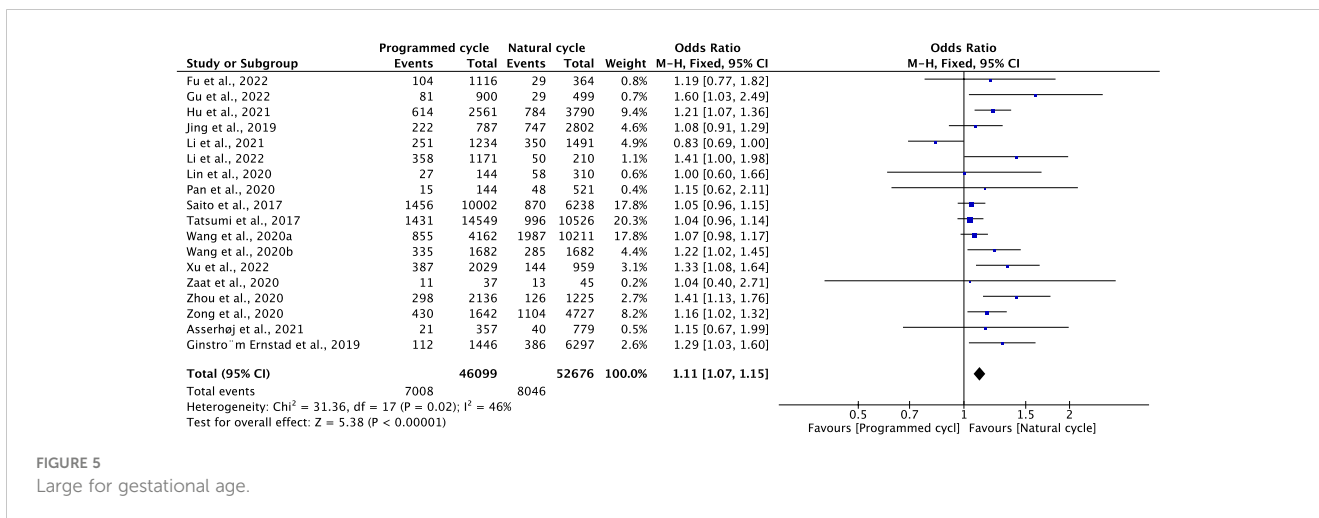 Programmed cycle Natural cycle Odds Ratio Odds Ratio
Study or Subgroup Events Total Events Total Weight M-H, Fixed, 95% CI M-H, Fixed, 95% CI
Fu et al., 2022 104 1116 29 364 0.8% 1.19 [0.77, 1.82]
Gu et al., 2022 81 900 29 499 0.7% 1.60 [1.03, 2.49]
Hu et al., 2021 614 2561 784 3790 9.4% 1.21 [1.07, 1.36]
Jing et al., 2019 222 787 747 2802 4.6% 1.08 [0.91, 1.29]
Li et al., 2021 251 1234 350 1491 4.9% 0.83 [0.69, 1.00]
Li et al., 2022 358 1171 50 210 1.1% 1.41 [1.00, 1.98]
Lin et al., 2020 27 144 58 310 0.6% 1.00 [0.60, 1.66]
Pan et al., 2020 15 144 48 521 0.4% 1.15 [0.62, 2.11]
Saito et al., 2017 1456 10002 870 6238 17.8% 1.05 [0.96, 1.15]
Tatsumi et al., 2017 1431 14549 996 10526 20.3% 1.04 [0.96, 1.14]
Wang et al., 2020a 855 4162 1987 10211 17.8% 1.07 [0.98, 1.17]
Wang et al., 2020b 335 1682 285 1682 4.4% 1.22 [1.02, 1.45]
Xu et al., 2022 387 2029 144 959 3.1% 1.33 [1.08, 1.64]
Zaat et al., 2020 11 37 13 45 0.2% 1.04 [0.40, 2.71]
Zhou et al., 2020 298 2136 126 1225 2.7% 1.41 [1.13, 1.76]
Zong et al., 2020 430 1642 1104 4727 8.2% 1.16 [1.02, 1.32]
Asserhøj et al., 2021 21 357 40 779 0.5% 1.15 [0.67, 1.99]
Ginstro¨m Ernstad et al., 2019 112 1446 386 6297 2.6% 1.29 [1.03, 1.60]
Total (95% CI) 46099 52676 100.0% 1.11 [1.07, 1.15]
Total events 7008 8046
Heterogeneity: Chi² = 31.36, df = 17 (P = 0.02); I² = 46%
Test for overall effect: Z = 5.38 (P < 0.00001)
0.5 0.7 1 1.5 2
Favours [Programmed cycl] Favours [Natural cycle]
FIGURE 5
Large for gestational age.